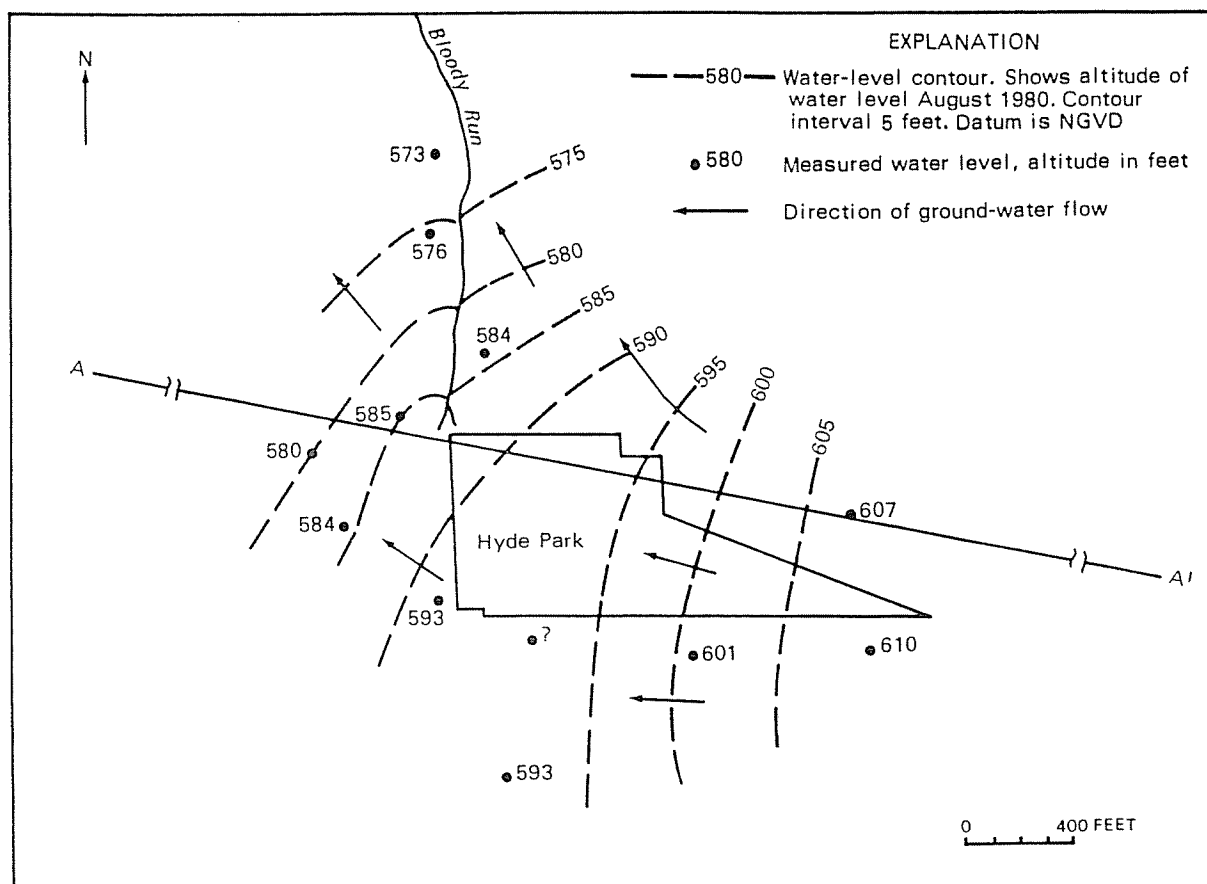 EXPLANATION
580 Water-level contour. Shows altitude of
water level August 1980. Contour
interval 5 feet. Datum is NGVD
580 Measured water level, altitude in feet
Direction of ground-water flow
N
Bloody Run
573
575
576
580
585
584
590
A
595
600
585
605
580
607
584
Hyde Park
A'
593
?
601
610
593
0 400 FEET